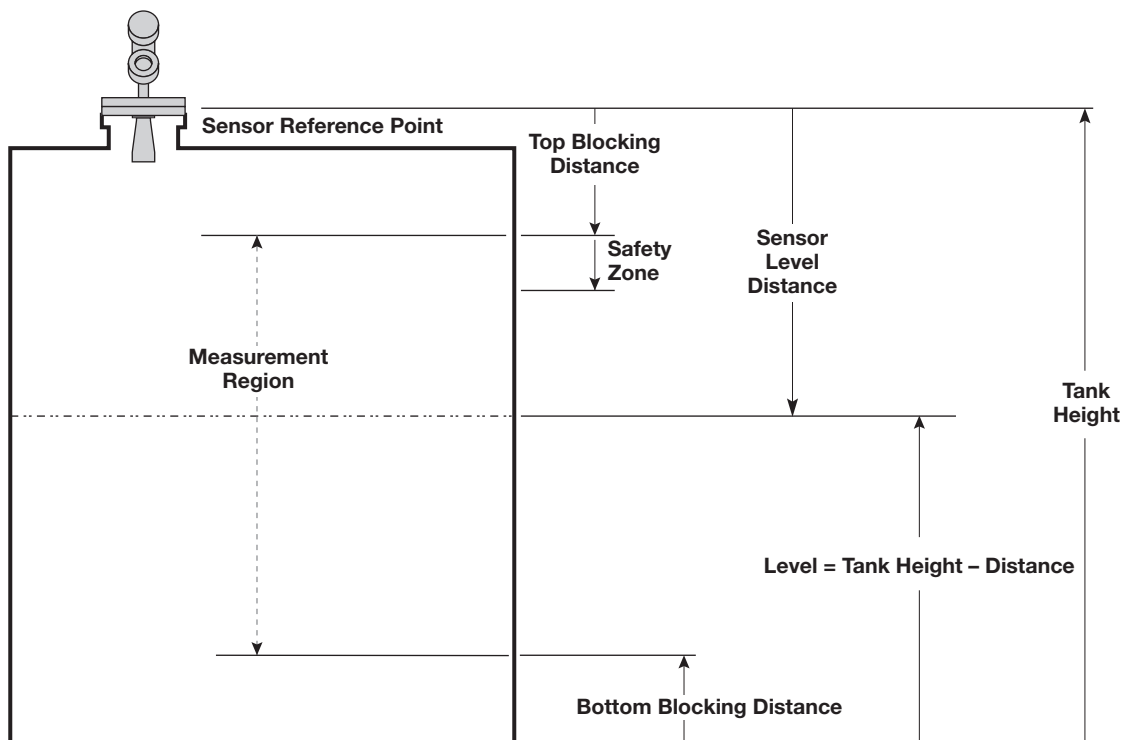 Sensor Reference Point
Top Blocking
Distance
Safety
Zone
Sensor
Level
Distance
Measurement
Region
Tank
Height
Level = Tank Height – Distance
Bottom Blocking Distance